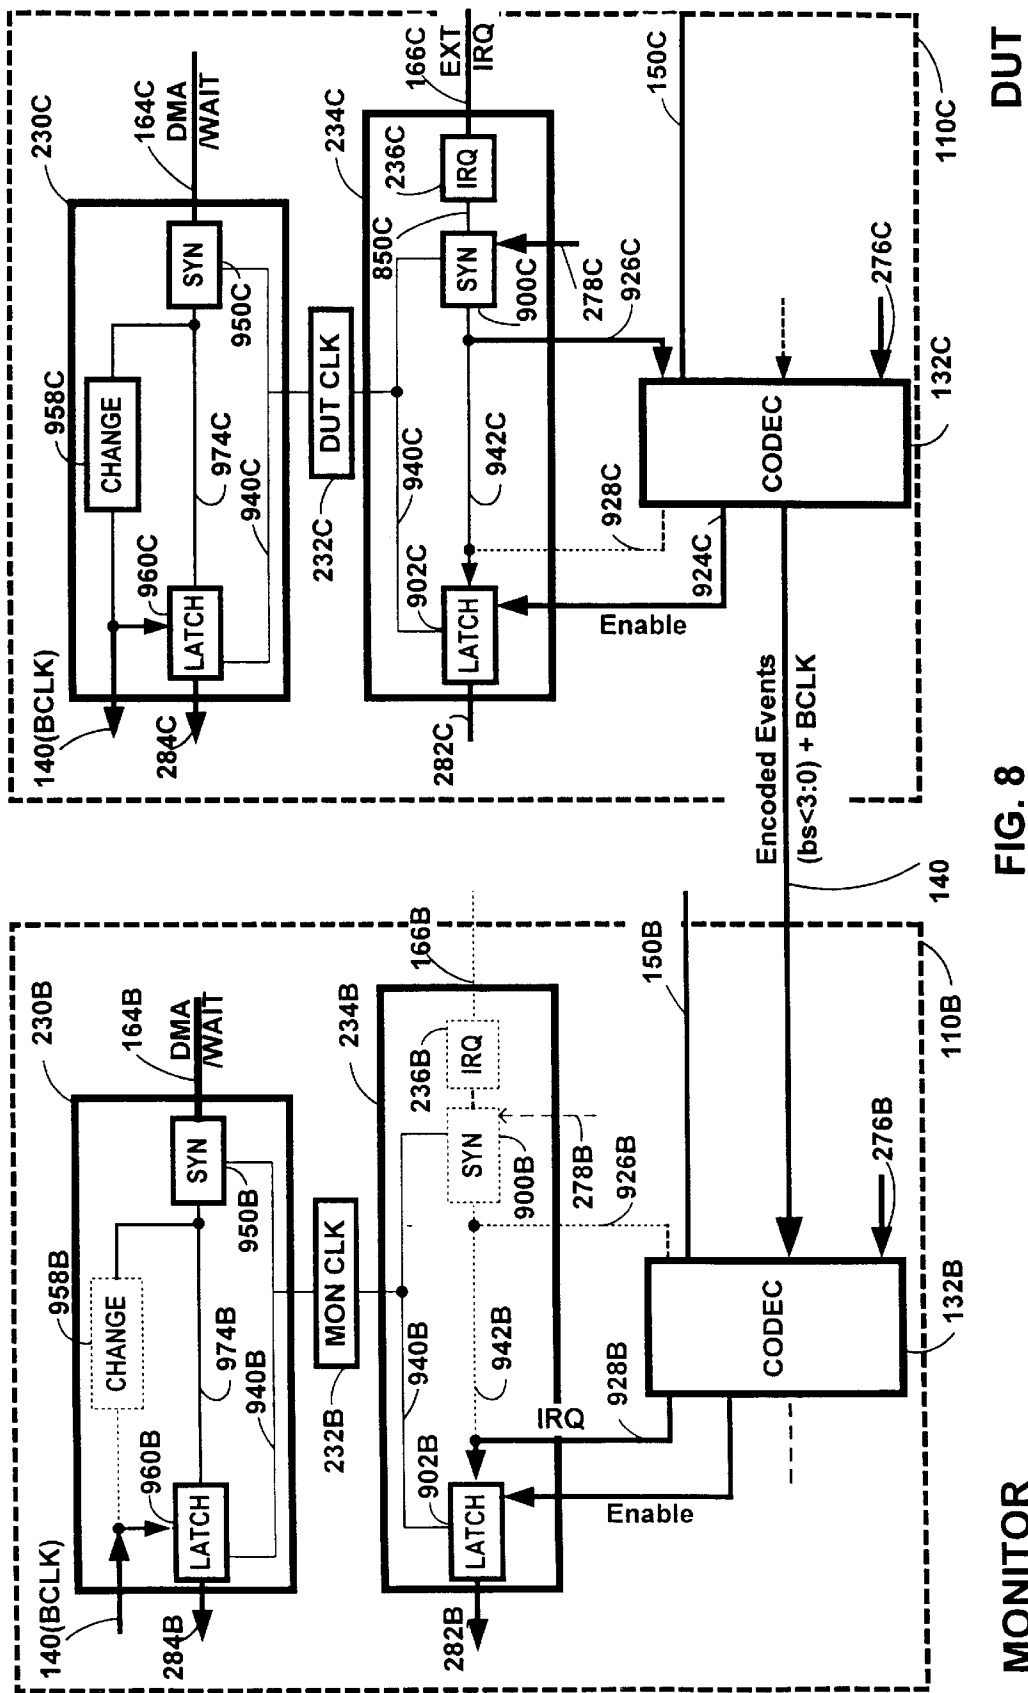 230B
164B
DMA
/WAIT
958B
CHANGE
SYN
950B
974B
940B
960B
LATCH
140(BCLK)
284B
MON CLK
232B
234B
166B
236B
IRQ
SYN
900B
278B
926B
940B
942B
902B
LATCH
282B
IRQ
928B
Enable
150B
CODEC
276B
132B
110B
MONITOR
230C
164C
DMA
/WAIT
958C
CHANGE
SYN
950C
974C
940C
960C
LATCH
140(BCLK)
284C
DUT CLK
232C
234C
166C
EXT
IRQ
236C
IRQ
850C
SYN
900C
278C
926C
940C
942C
902C
LATCH
282C
928C
924C
Enable
150C
CODEC
276C
132C
110C
DUT
Encoded Events
(bs<3:0) + BCLK
140
FIG. 8